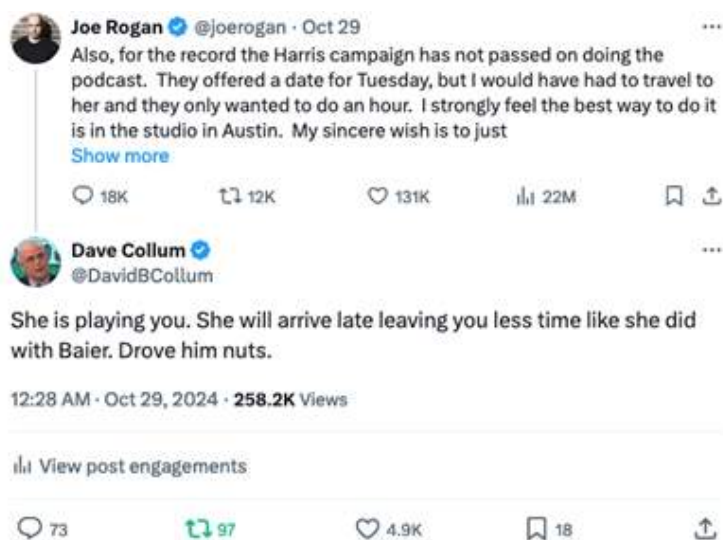 Joe Rogan @joerogan · Oct 29
Also, for the record the Harris campaign has not passed on doing the
podcast. They offered a date for Tuesday, but I would have had to travel to
her and they only wanted to do an hour. I strongly feel the best way to do it
is in the studio in Austin. My sincere wish is to just
Show more
18K 12K 131K 22M
Dave Collum
@DavidBCollum
She is playing you. She will arrive late leaving you less time like she did
with Baier. Drove him nuts.
12:28 AM · Oct 29, 2024 · 258.2K Views
View post engagements
73 97 4.9K 18